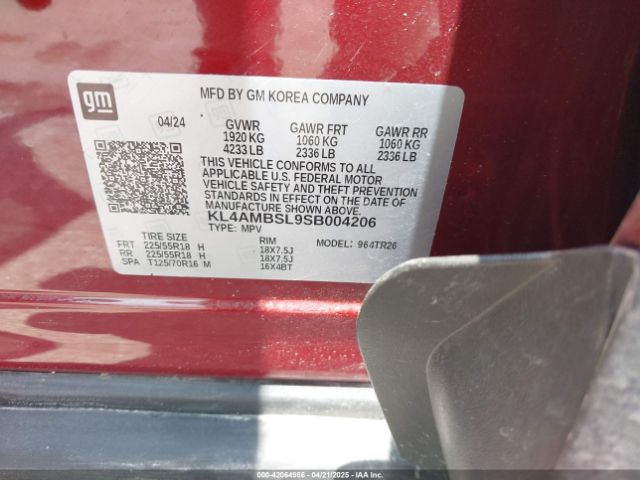 gm
MFD BY GM KOREA COMPANY
04/24 GVWR GAWR FRT GAWR RR
1920 KG 1060 KG 1060 KG
4233 LB 2336 LB 2336 LB
THIS VEHICLE CONFORMS TO ALL
APPLICABLE U.S. FEDERAL MOTOR
VEHICLE SAFETY AND THEFT PREVENTION
STANDARDS IN EFFECT ON THE DATE OF
MANUFACTURE SHOWN ABOVE.
KL4AMBSL9SB004206
TYPE: MPV MODEL: 964TR26
TIRE SIZE RIM
FRT 225/55R18 H 18X7.5J
RR 225/55R18 H 18X7.5J
SPA T125/70R16 M 16X4BT
000-42064986 - 04/21/2025 - IAAI.COM